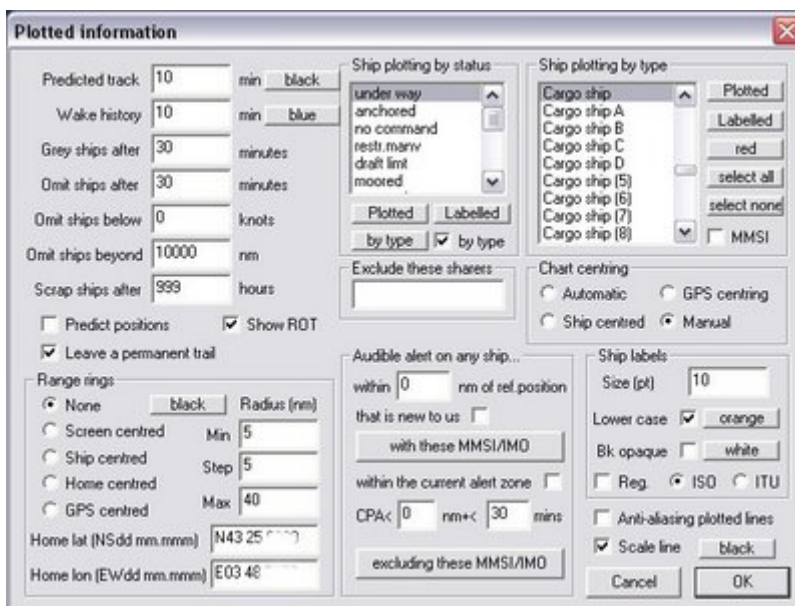 Plotted information
Predicted track 10 min black
Wake history 10 min blue
Grey ships after 30 minutes
Omit ships after 30 minutes
Omit ships below 0 knots
Omit ships beyond 10000 nm
Scrap ships after 999 hours
Predict positions Show ROT
Leave a permanent trail
Range rings
None black Radius (nm)
Screen centred Min 5
Ship centred Step 5
Home centred
GPS centred Max 40
Home lat (NSdd mm.mmm) N43 25
Home lon (EWdd mm.mmm) E03 48
Ship plotting by status
under way
anchored
no command
restr.manv
draft limt
moored
Plotted Labelled
by type by type
Exclude these sharers
Audible alert on any ship...
within 0 nm of ref.position
that is new to us
with these MMSI/IMO
within the current alert zone
CPA< 0 nm+< 30 mins
excluding these MMSI/IMO
Ship plotting by type
Cargo ship
Cargo ship A
Cargo ship B
Cargo ship C
Cargo ship D
Cargo ship (5)
Cargo ship (6)
Cargo ship (7)
Cargo ship (8)
Plotted
Labelled
red
select all
select none
MMSI
Chart centring
Automatic GPS centring
Ship centred Manual
Ship labels
Size (pt) 10
Lower case orange
Bk opaque white
Reg. ISO ITU
Anti-aliasing plotted lines
Scale line black
Cancel OK